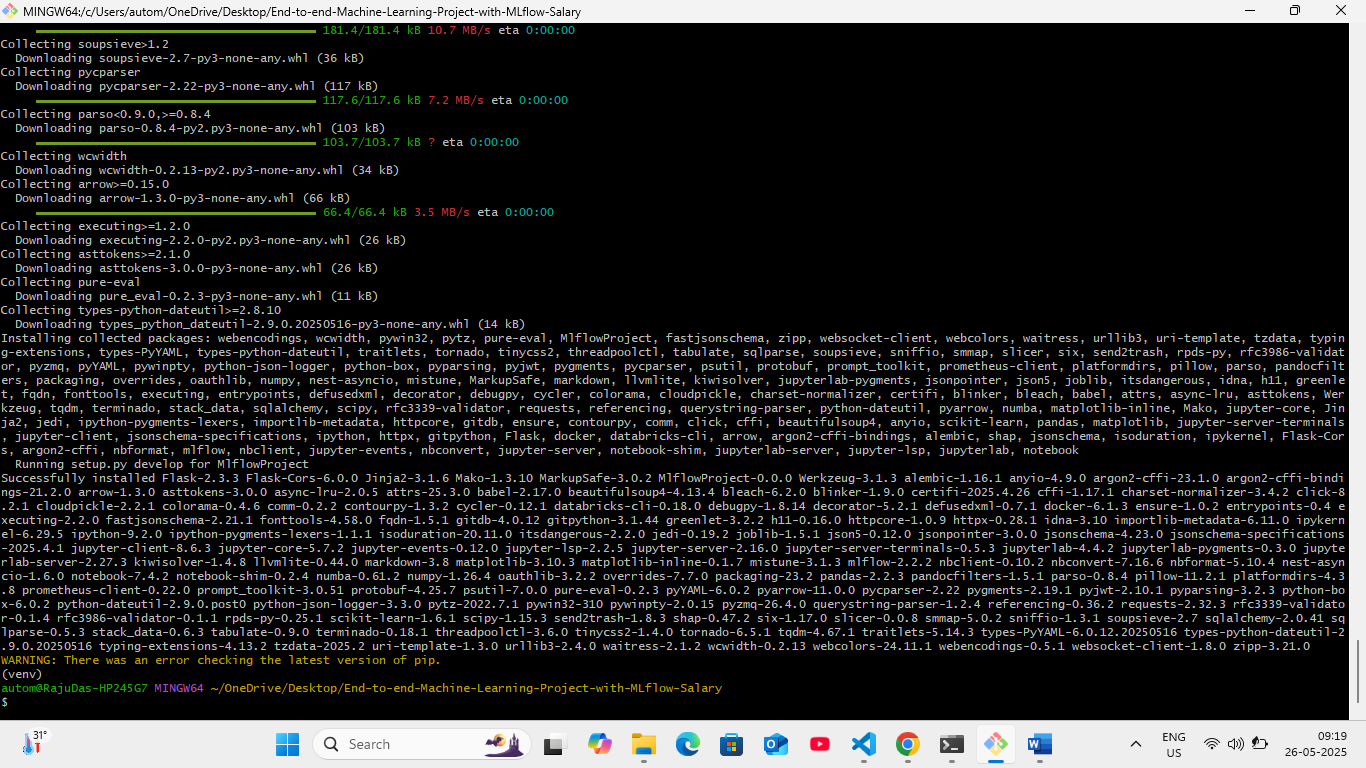 MINGW64:/c/Users/autom/OneDrive/Desktop/End-to-end-Machine-Learning-Project-with-MLflow-Salary
181.4/181.4 kB 10.7 MB/s eta 0:00:00
Collecting soupsieve>1.2
Downloading soupsieve-2.7-py3-none-any.whl (36 kB)
Collecting pycparser
Downloading pycparser-2.22-py3-none-any.whl (117 kB)
117.6/117.6 kB 7.2 MB/s eta 0:00:00
Collecting parso<0.9.0,>=0.8.4
Downloading parso-0.8.4-py2.py3-none-any.whl (103 kB)
103.7/103.7 kB ? eta 0:00:00
Collecting wcwidth
Downloading wcwidth-0.2.13-py2.py3-none-any.whl (34 kB)
Collecting arrow>=0.15.0
Downloading arrow-1.3.0-py3-none-any.whl (66 kB)
66.4/66.4 kB 3.5 MB/s eta 0:00:00
Collecting executing>=1.2.0
Downloading executing-2.2.0-py2.py3-none-any.whl (26 kB)
Collecting asttokens>=2.1.0
Downloading asttokens-3.0.0-py3-none-any.whl (26 kB)
Collecting pure-eval
Downloading pure_eval-0.2.3-py3-none-any.whl (11 kB)
Collecting types-python-dateutil>=2.8.10
Downloading types_python_dateutil-2.9.0.20250516-py3-none-any.whl (14 kB)
Installing collected packages: webencodings, wcwidth, pywin32, pytz, pure-eval, MlflowProject, fastjsonschema, zipp, websocket-client, webcolors, waitress, urllib3, uri-template, tzdata, typin
g-extensions, types-PyYAML, types-python-dateutil, traitlets, tornado, tinycss2, threadpoolctl, tabulate, sqlparse, soupsieve, sniffio, smmap, slicer, six, send2trash, rpds-py, rfc3986-validat
or, pyzmq, pyYAML, pywinpty, python-json-logger, python-box, pyparsing, pyjwt, pygments, pycparser, psutil, protobuf, prompt_toolkit, prometheus-client, platformdirs, pillow, parso, pandocfilt
ers, packaging, overrides, oauthlib, numpy, nest-asyncio, mistune, MarkupSafe, markdown, llvmlite, kiwisolver, jupyterlab-pygments, jsonpointer, json5, joblib, itsdangerous, idna, h11, greenle
t, fqdn, fonttools, executing, entrypoints, defusedxml, decorator, debugpy, cycler, colorama, cloudpickle, charset-normalizer, certifi, blinker, bleach, babel, attrs, async-lru, asttokens, Wer
kzeug, tqdm, terminado, stack_data, sqlalchemy, scipy, rfc3339-validator, requests, referencing, querystring-parser, python-dateutil, pyarrow, numba, matplotlib-inline, Mako, jupyter-core, Jin
ja2, jedi, ipython-pygments-lexers, importlib-metadata, httpcore, gitdb, ensure, contourpy, comm, click, cffi, beautifulsoup4, anyio, scikit-learn, pandas, matplotlib, jupyter-server-terminals
, jupyter-client, jsonschema-specifications, ipython, httpx, gitpython, Flask, docker, databricks-cli, arrow, argon2-cffi-bindings, alembic, shap, jsonschema, isoduration, ipykernel, Flask-Cor
s, argon2-cffi, nbformat, mlflow, nbclient, jupyter-events, nbconvert, jupyter-server, notebook-shim, jupyterlab-server, jupyter-lsp, jupyterlab, notebook
Running setup.py develop for MlflowProject
Successfully installed Flask-2.3.3 Flask-Cors-6.0.0 Jinja2-3.1.6 Mako-1.3.10 MarkupSafe-3.0.2 MlflowProject-0.0.0 Werkzeug-3.1.3 alembic-1.16.1 anyio-4.9.0 argon2-cffi-23.1.0 argon2-cffi-bindi
ngs-21.2.0 arrow-1.3.0 asttokens-3.0.0 async-lru-2.0.5 attrs-25.3.0 babel-2.17.0 beautifulsoup4-4.13.4 bleach-6.2.0 blinker-1.9.0 certifi-2025.4.26 cffi-1.17.1 charset-normalizer-3.4.2 click-8
.2.1 cloudpickle-2.2.1 colorama-0.4.6 comm-0.2.2 contourpy-1.3.2 cycler-0.12.1 databricks-cli-0.18.0 debugpy-1.8.14 decorator-5.2.1 defusedxml-0.7.1 docker-6.1.3 ensure-1.0.2 entrypoints-0.4 e
xecuting-2.2.0 fastjsonschema-2.21.1 fonttools-4.58.0 fqdn-1.5.1 gitdb-4.0.12 gitpython-3.1.44 greenlet-3.2.2 h11-0.16.0 httpcore-1.0.9 httpx-0.28.1 idna-3.10 importlib-metadata-6.11.0 ipykern
el-6.29.5 ipython-9.2.0 ipython-pygments-lexers-1.1.1 isoduration-20.11.0 itsdangerous-2.2.0 jedi-0.19.2 joblib-1.5.1 json5-0.12.0 jsonpointer-3.0.0 jsonschema-4.23.0 jsonschema-specifications
-2025.4.1 jupyter-client-8.6.3 jupyter-core-5.7.2 jupyter-events-0.12.0 jupyter-lsp-2.2.5 jupyter-server-2.16.0 jupyter-server-terminals-0.5.3 jupyterlab-4.4.2 jupyterlab-pygments-0.3.0 jupyte
rlab-server-2.27.3 kiwisolver-1.4.8 llvmlite-0.44.0 markdown-3.8 matplotlib-3.10.3 matplotlib-inline-0.1.7 mistune-3.1.3 mlflow-2.2.2 nbclient-0.10.2 nbconvert-7.16.6 nbformat-5.10.4 nest-asyn
cio-1.6.0 notebook-7.4.2 notebook-shim-0.2.4 numba-0.61.2 numpy-1.26.4 oauthlib-3.2.2 overrides-7.7.0 packaging-23.2 pandas-2.2.3 pandocfilters-1.5.1 parso-0.8.4 pillow-11.2.1 platformdirs-4.3
.8 prometheus-client-0.22.0 prompt_toolkit-3.0.51 protobuf-4.25.7 psutil-7.0.0 pure-eval-0.2.3 pyYAML-6.0.2 pyarrow-11.0.0 pycparser-2.22 pygments-2.19.1 pyjwt-2.10.1 pyparsing-3.2.3 python-bo
x-6.0.2 python-dateutil-2.9.0.post0 python-json-logger-3.3.0 pytz-2022.7.1 pywin32-310 pywinpty-2.0.15 pyzmq-26.4.0 querystring-parser-1.2.4 referencing-0.36.2 requests-2.32.3 rfc3339-validato
r-0.1.4 rfc3986-validator-0.1.1 rpds-py-0.25.1 scikit-learn-1.6.1 scipy-1.15.3 send2trash-1.8.3 shap-0.47.2 six-1.17.0 slicer-0.0.8 smmap-5.0.2 sniffio-1.3.1 soupsieve-2.7 sqlalchemy-2.0.41 sq
lparse-0.5.3 stack_data-0.6.3 tabulate-0.9.0 terminado-0.18.1 threadpoolctl-3.6.0 tinycss2-1.4.0 tornado-6.5.1 tqdm-4.67.1 traitlets-5.14.3 types-PyYAML-6.0.12.20250516 types-python-dateutil-2
.9.0.20250516 typing-extensions-4.13.2 tzdata-2025.2 uri-template-1.3.0 urllib3-2.4.0 waitress-2.1.2 wcwidth-0.2.13 webcolors-24.11.1 webencodings-0.5.1 websocket-client-1.8.0 zipp-3.21.0
WARNING: There was an error checking the latest version of pip.
(venv)
autom@RajuDas-HP245G7 MINGW64 ~/OneDrive/Desktop/End-to-end-Machine-Learning-Project-with-MLflow-Salary
$
31°
Search
ENG
US
09:19
26-05-2025